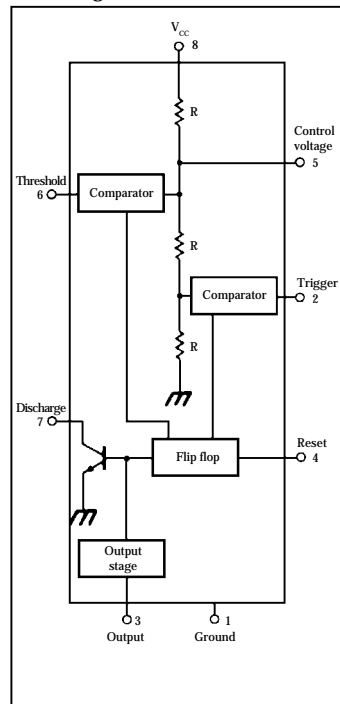 V_CC
8
R
Control
voltage
5
Threshold
6
Comparator
R
Comparator
Trigger
2
R
Discharge
7
Flip flop
Reset
4
Output
stage
3
1
Output
Ground